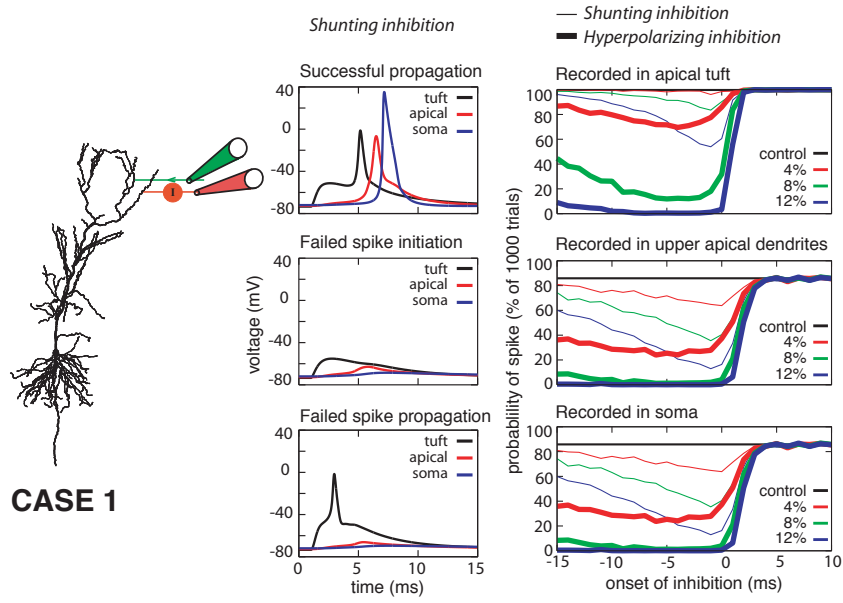 Shunting inhibition
Shunting inhibition
Hyperpolarizing inhibition
Successful propagation
40
0
-40
-80
tuft
apical
soma
Recorded in apical tuft
100
80
60
40
20
0
control
4%
8%
12%
I
Failed spike initiation
40
0
-40
-80
tuft
apical
soma
voltage (mV)
Recorded in upper apical dendrites
100
80
60
40
20
0
control
4%
8%
12%
probablility of spike (% of 1000 trials)
Failed spike propagation
40
0
-40
-80
tuft
apical
soma
0 5 10 15
time (ms)
Recorded in soma
100
80
60
40
20
0
control
4%
8%
12%
-15 -10 -5 -0 5 10
onset of inhibition (ms)
CASE 1